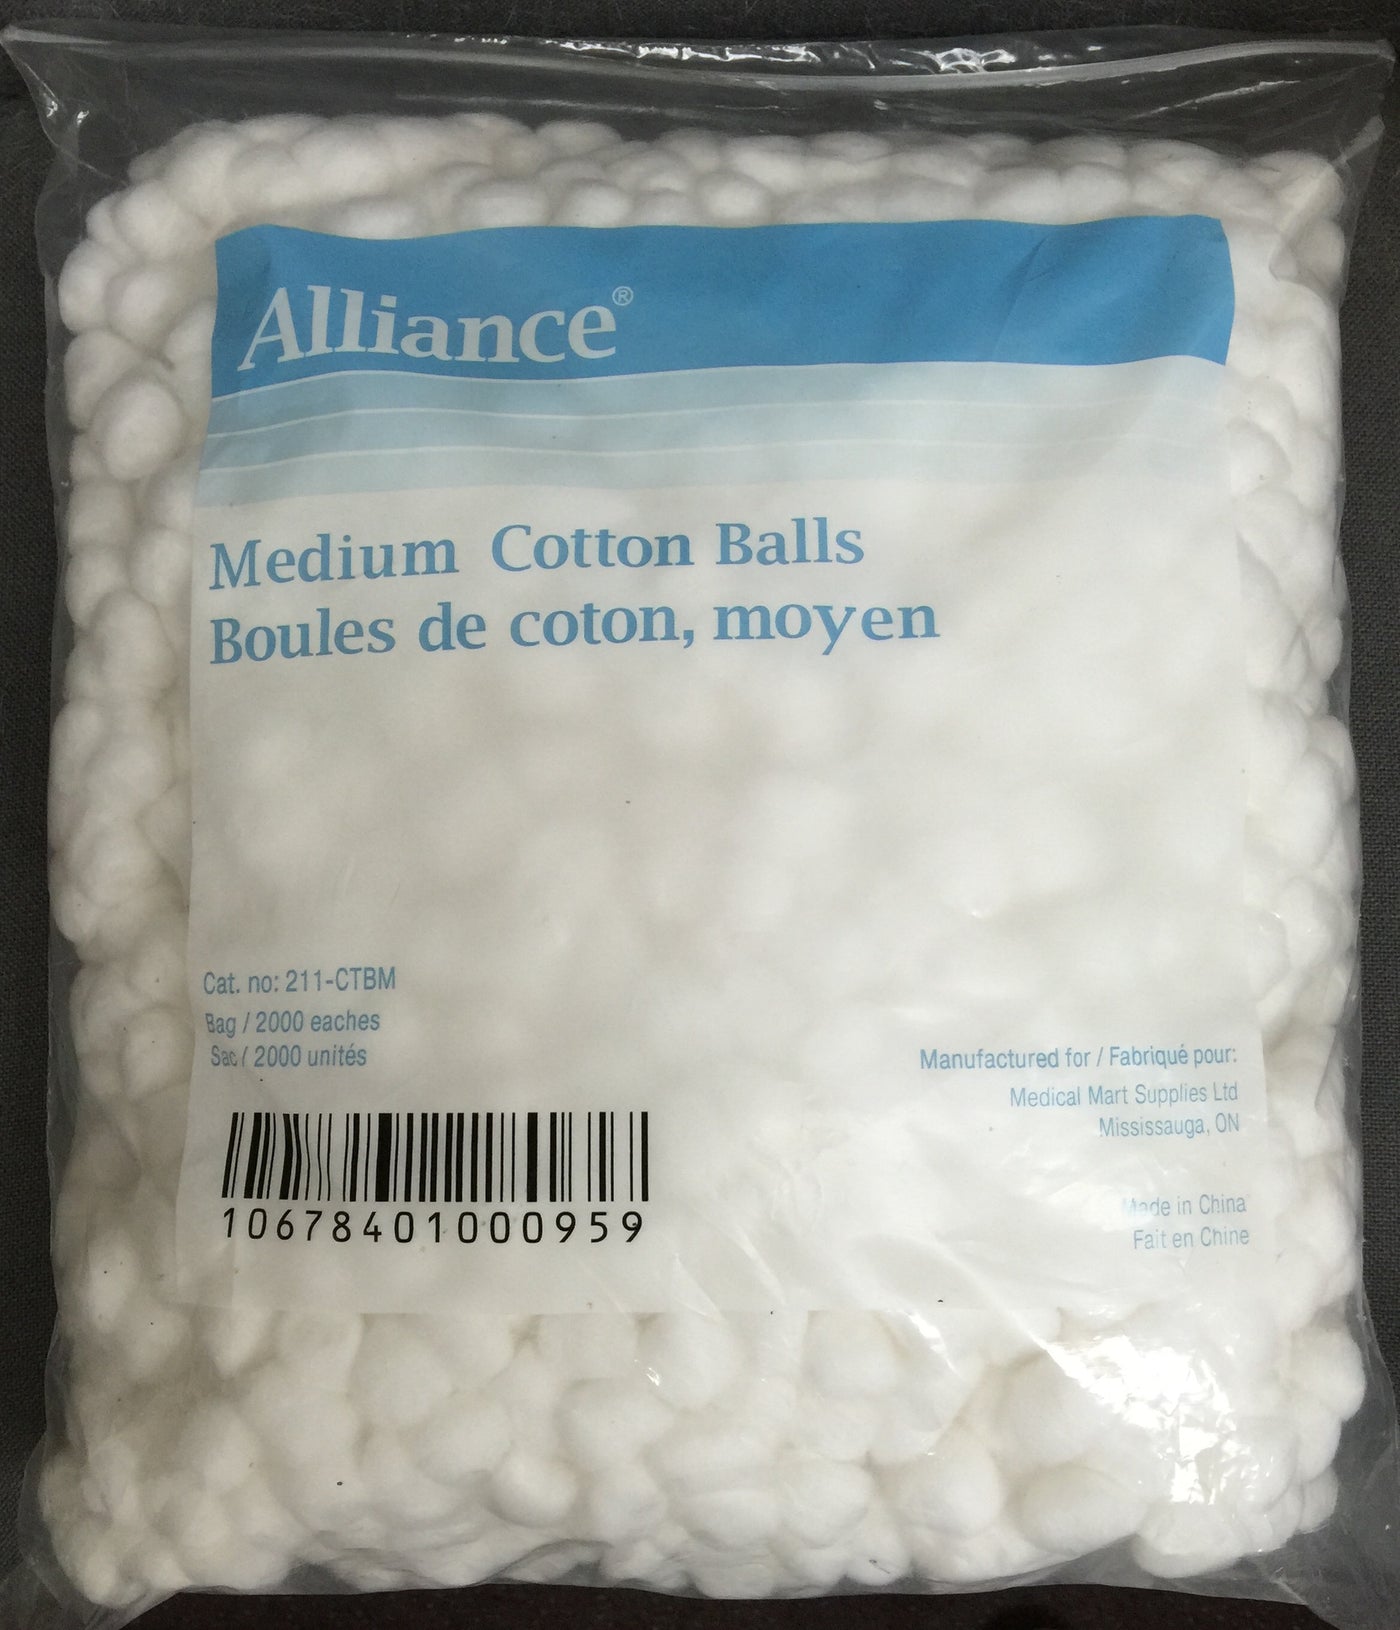 Alliance®
Medium Cotton Balls
Boules de coton, moyen
Cat. no: 211-CTBM
Bag / 2000 eaches
Sac / 2000 unités
10678401000959
Manufactured for / Fabriqué pour:
Medical Mart Supplies Ltd
Mississauga, ON
Made in China
Fait en Chine